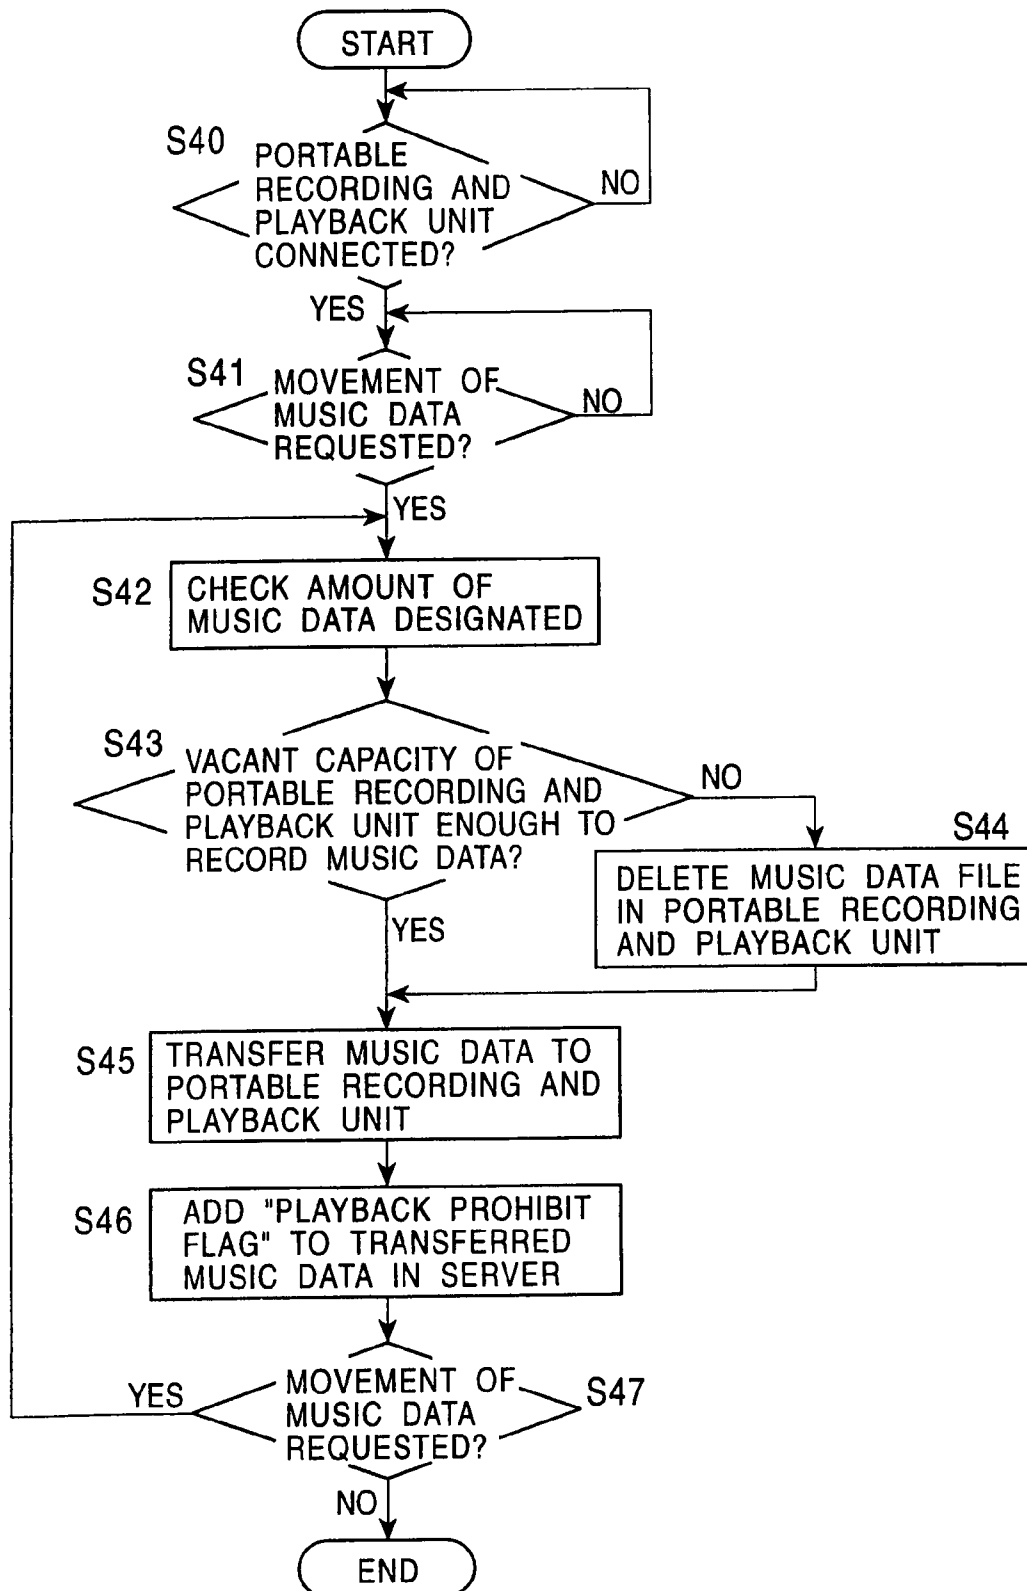 START
S40
PORTABLE
RECORDING AND
PLAYBACK UNIT
CONNECTED?
NO
YES
S41
MOVEMENT OF
MUSIC DATA
REQUESTED?
NO
YES
S42
CHECK AMOUNT OF
MUSIC DATA DESIGNATED
S43
VACANT CAPACITY OF
PORTABLE RECORDING AND
PLAYBACK UNIT ENOUGH TO
RECORD MUSIC DATA?
NO
YES
S44
DELETE MUSIC DATA FILE
IN PORTABLE RECORDING
AND PLAYBACK UNIT
S45
TRANSFER MUSIC DATA TO
PORTABLE RECORDING AND
PLAYBACK UNIT
S46
ADD "PLAYBACK PROHIBIT
FLAG" TO TRANSFERRED
MUSIC DATA IN SERVER
YES
MOVEMENT OF
MUSIC DATA
REQUESTED?
S47
NO
END